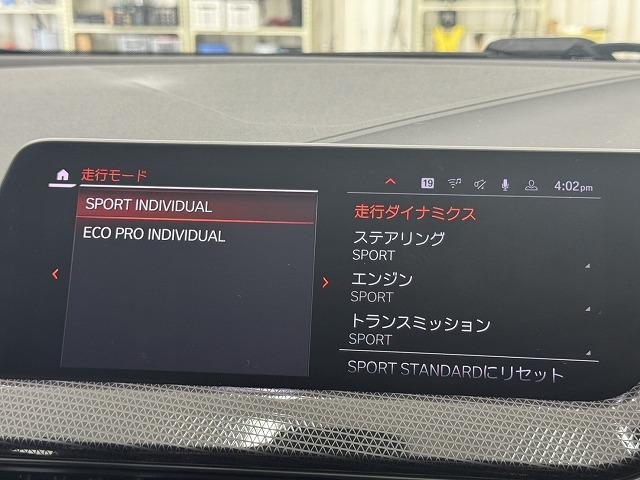 走行モード
19
4:02pm
SPORT INDIVIDUAL
ECO PRO INDIVIDUAL
走行ダイナミクス
ステアリング
SPORT
エンジン
SPORT
トランスミッション
SPORT
SPORT STANDARDにリセット